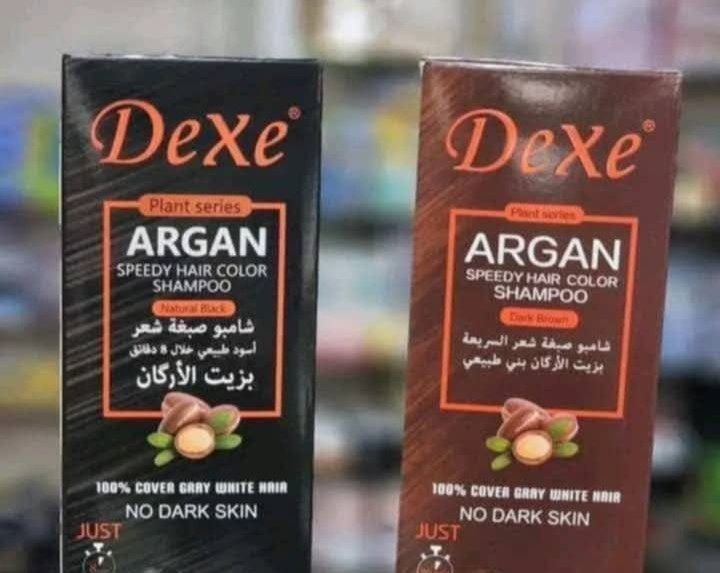 DeXe®
Plant series
ARGAN
SPEEDY HAIR COLOR
SHAMPOO
Natural Black
شامبو صبغة شعر
أسود طبيعي خلال 8 دقائق
بزيت الأركان
100% COVER GRAY WHITE HAIR
NO DARK SKIN
JUST
DeXe®
Plant series
ARGAN
SPEEDY HAIR COLOR
SHAMPOO
Dark Brown
شامبو صبغة شعر السريعة
بزيت الأركان بني طبيعي
100% COVER GRAY WHITE HAIR
NO DARK SKIN
JUST